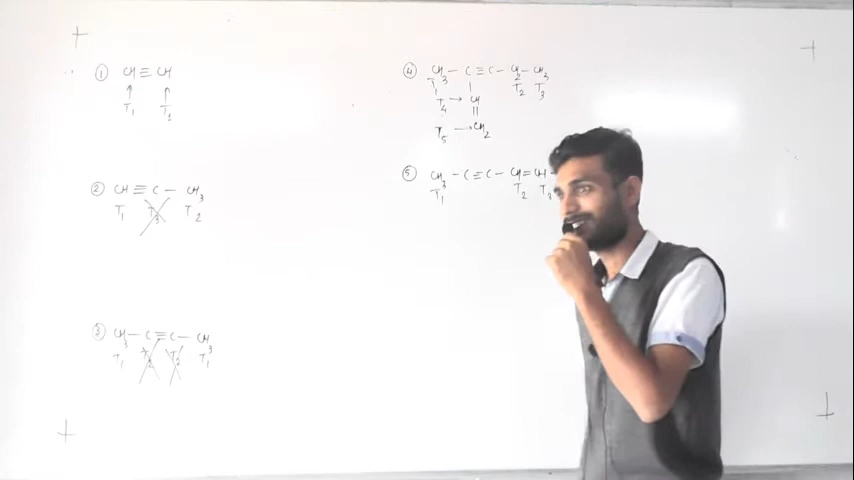 ① CH ≡ CH
↑ ↑
T₁ T₁
② CH ≡ C — CH₃
T₁ T₃ T₂
③ CH₃ — C ≡ C — CH₃
T₁ T₂ T₂ T₁
④ CH₃ — C ≡ C — CH₂ — CH₃
T₁ | T₂ T₃
T₄ → CH
||
T₅ → CH₂
⑤ CH₃ — C ≡ C — CH = CH
T₁ T₂ T₃